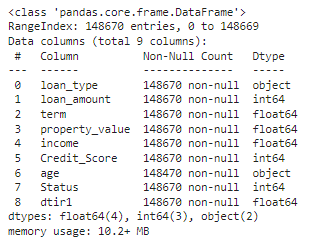 <class 'pandas.core.frame.DataFrame'>
RangeIndex: 148670 entries, 0 to 148669
Data columns (total 9 columns):
 #   Column          Non-Null Count   Dtype
---  ------          --------------   -----
 0   loan_type       148670 non-null  object
 1   loan_amount     148670 non-null  int64
 2   term            148670 non-null  float64
 3   property_value  148670 non-null  float64
 4   income          148670 non-null  float64
 5   Credit_Score    148670 non-null  int64
 6   age             148470 non-null  object
 7   Status          148670 non-null  int64
 8   dtir1           148670 non-null  float64
dtypes: float64(4), int64(3), object(2)
memory usage: 10.2+ MB